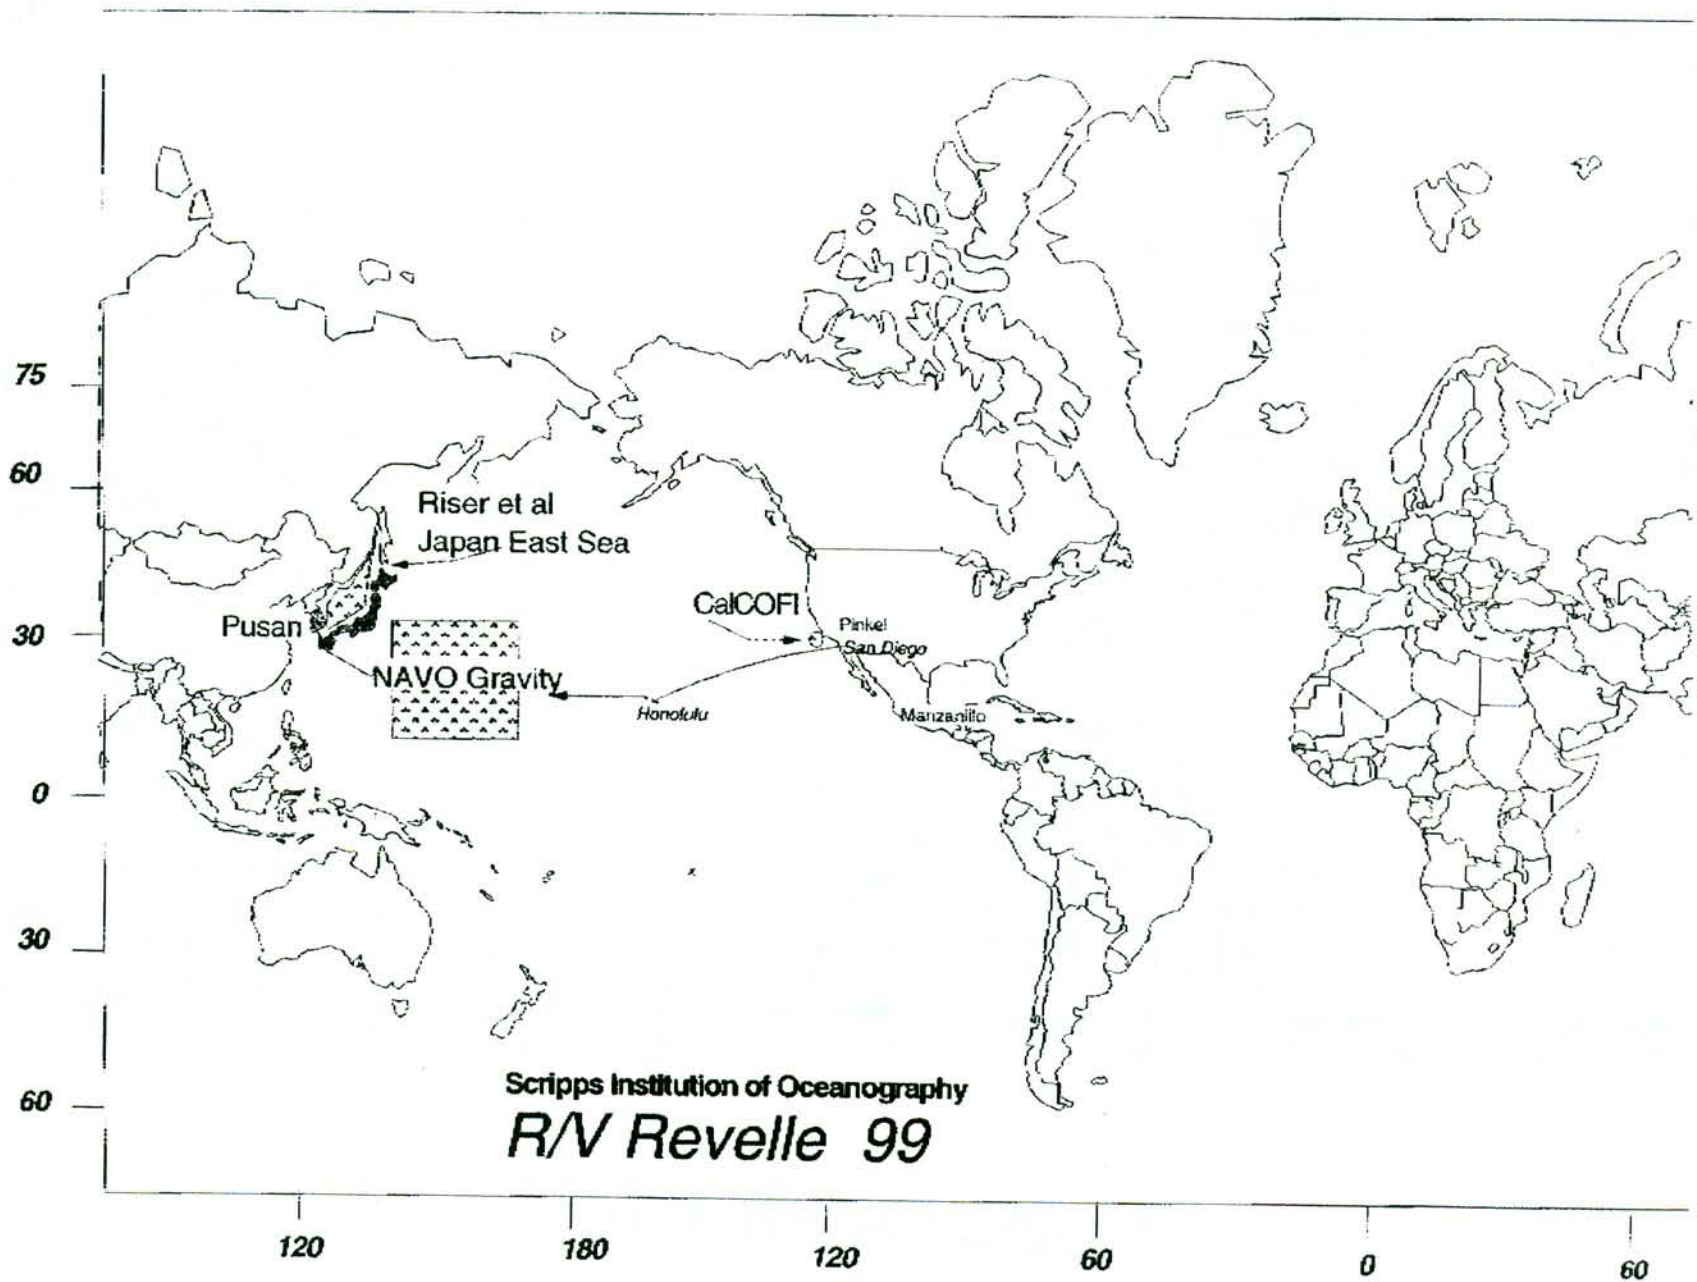 75
60
Riser et al
Japan East Sea
CalCOFI
Pinkel
30
Pusan
San Diego
NAVO Gravity
Honolulu
Manzanillo
0
30
60
Scripps Institution of Oceanography
R/V Revelle 99
120
180
120
60
0
60